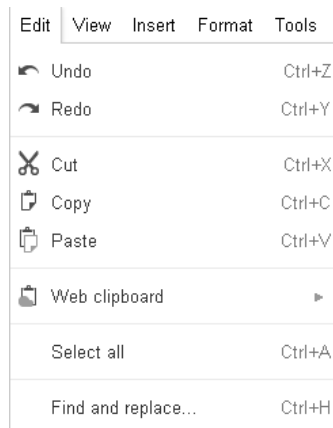 Edit View Insert Format Tools
Undo Ctrl+Z
Redo Ctrl+Y
Cut Ctrl+X
Copy Ctrl+C
Paste Ctrl+V
Web clipboard
Select all Ctrl+A
Find and replace... Ctrl+H